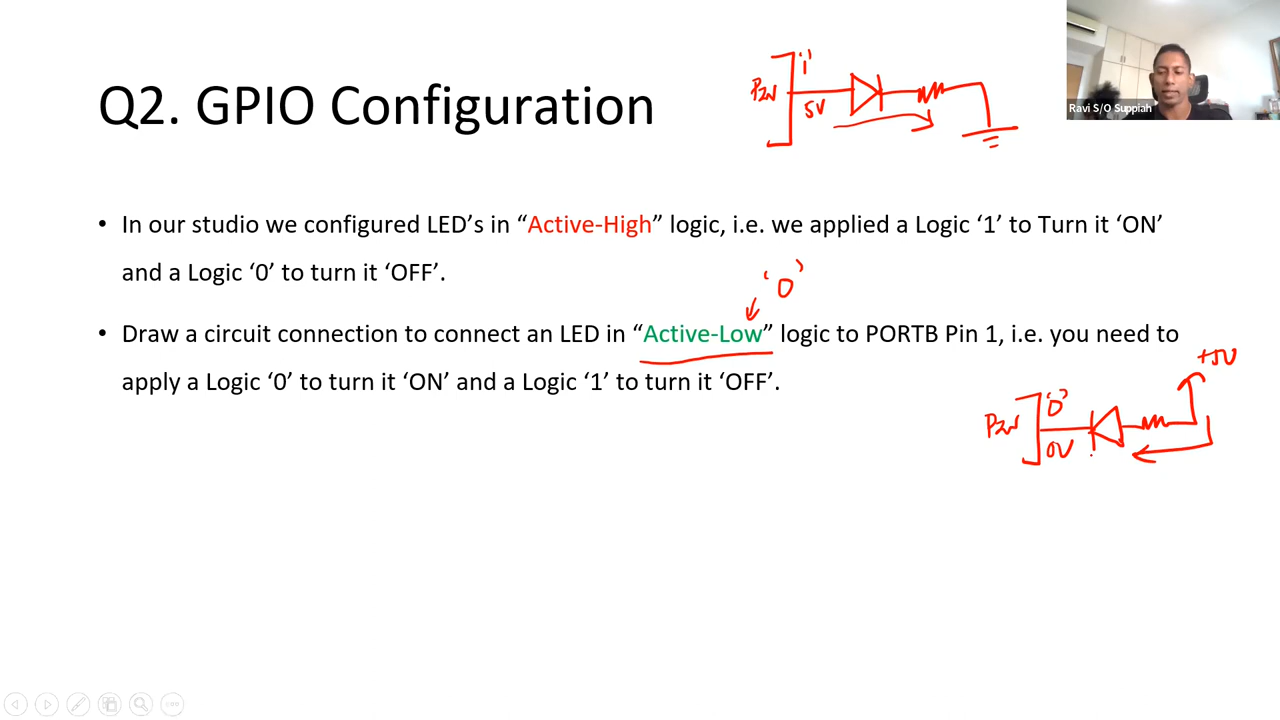 Q2. GPIO Configuration
PIN
'1'
5V
Ravi S/O Suppiah
• In our studio we configured LED’s in “Active-High” logic, i.e. we applied a Logic ‘1’ to Turn it ‘ON’
and a Logic ‘0’ to turn it ‘OFF’.
'0'
• Draw a circuit connection to connect an LED in “Active-Low” logic to PORTB Pin 1, i.e. you need to
apply a Logic ‘0’ to turn it ‘ON’ and a Logic ‘1’ to turn it ‘OFF’.
+5V
PIN
'0'
0V